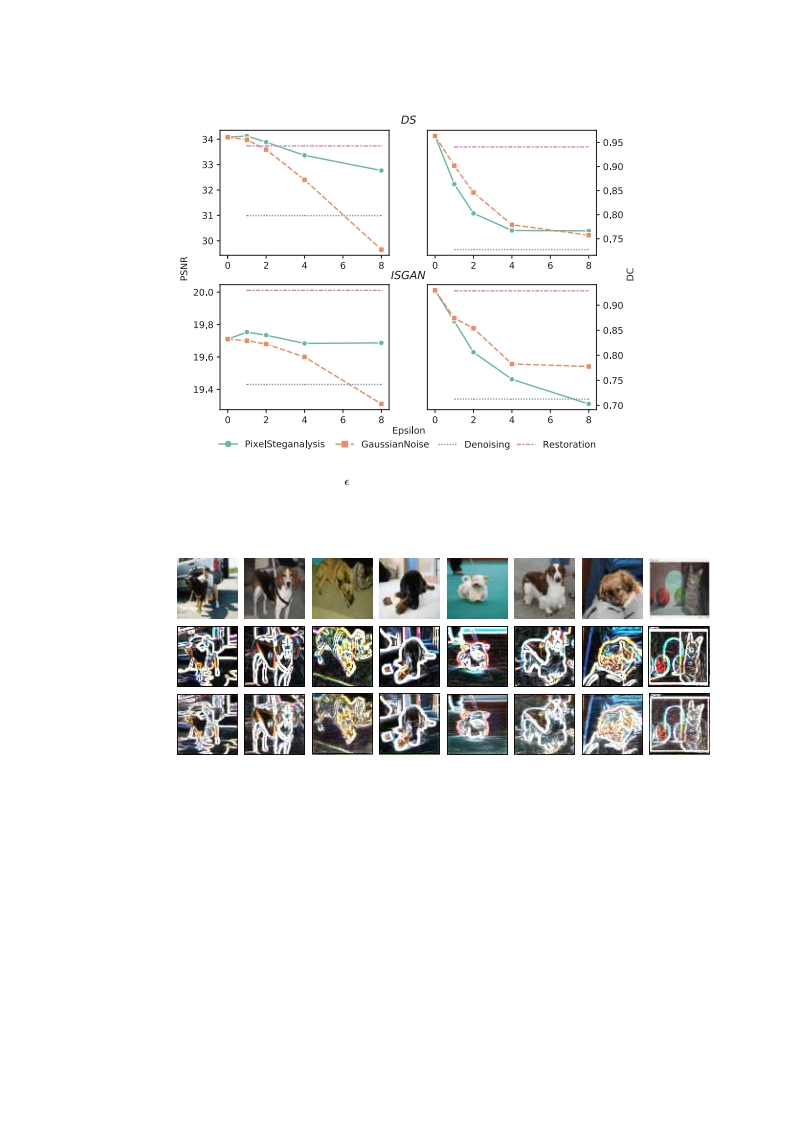 DS
34
33
32
31
30
0 2 4 6 8
0.95
0.90
0.85
0.80
0.75
0 2 4 6 8
PSNR
DC
ISGAN
20.0
19.8
19.6
19.4
0 2 4 6 8
0.90
0.85
0.80
0.75
0.70
0 2 4 6 8
Epsilon
PixelSteganalysis GaussianNoise Denoising Restoration
ϵ